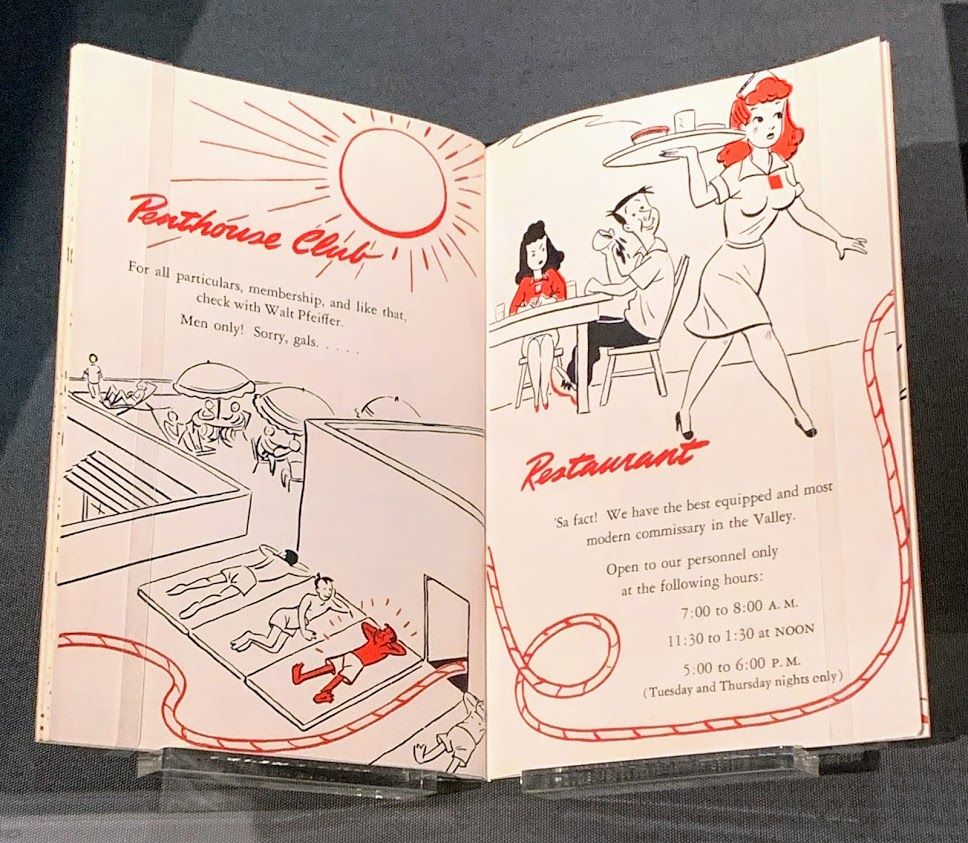 Penthouse Club
For all particulars, membership, and like that,
check with Walt Pfeiffer.
Men only! Sorry, gals. . . . .
Restaurant
'Sa fact! We have the best equipped and most
modern commissary in the Valley.
Open to our personnel only
at the following hours:
7:00 to 8:00 A. M.
11:30 to 1:30 at NOON
5:00 to 6:00 P. M.
(Tuesday and Thursday nights only)